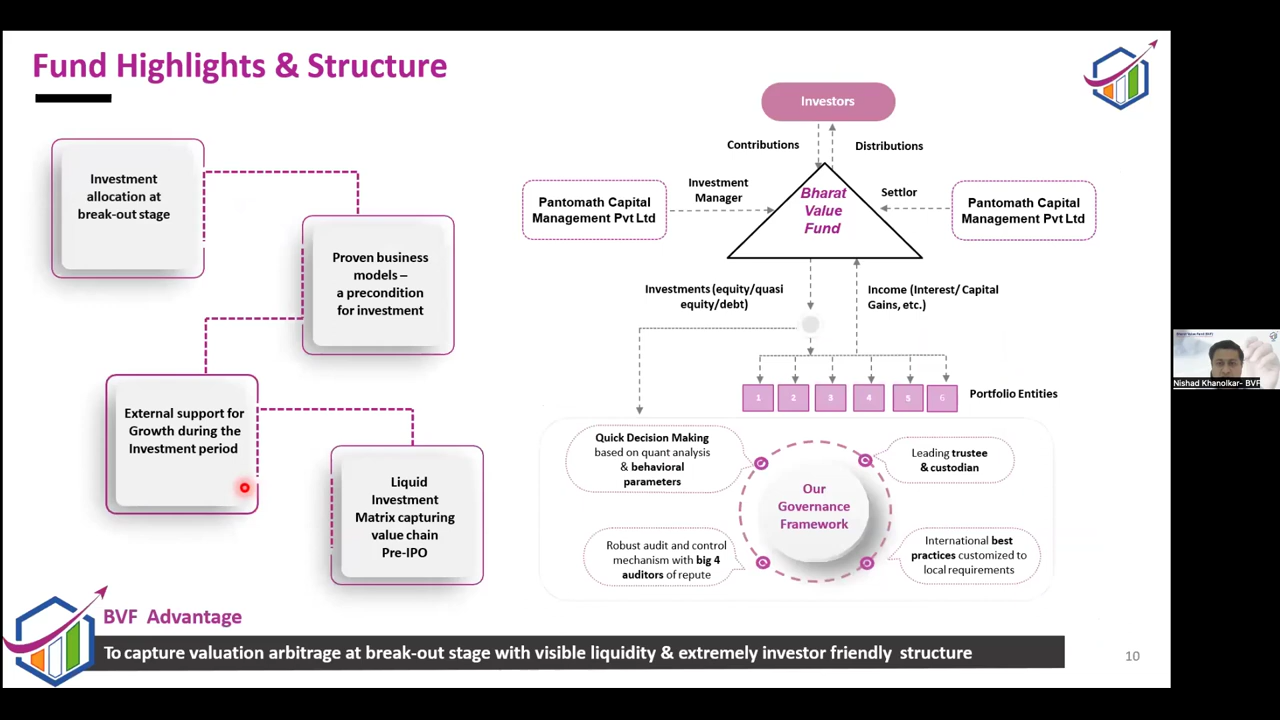 Fund Highlights & Structure
Investment
allocation at
break-out stage
Proven business
models –
a precondition
for investment
External support for
Growth during the
Investment period
Liquid
Investment
Matrix capturing
value chain
Pre-IPO
Investors
Contributions
Distributions
Pantomath Capital
Management Pvt Ltd
Investment
Manager
Bharat
Value
Fund
Settlor
Pantomath Capital
Management Pvt Ltd
Investments (equity/quasi
equity/debt)
Income (Interest/ Capital
Gains, etc.)
1 2 3 4 5 6
Portfolio Entities
Quick Decision Making
based on quant analysis
& behavioral
parameters
Leading trustee
& custodian
Our
Governance
Framework
Robust audit and control
mechanism with big 4
auditors of repute
International best
practices customized to
local requirements
BVF Advantage
To capture valuation arbitrage at break-out stage with visible liquidity & extremely investor friendly structure
10
Nishad Khanolkar- BVF